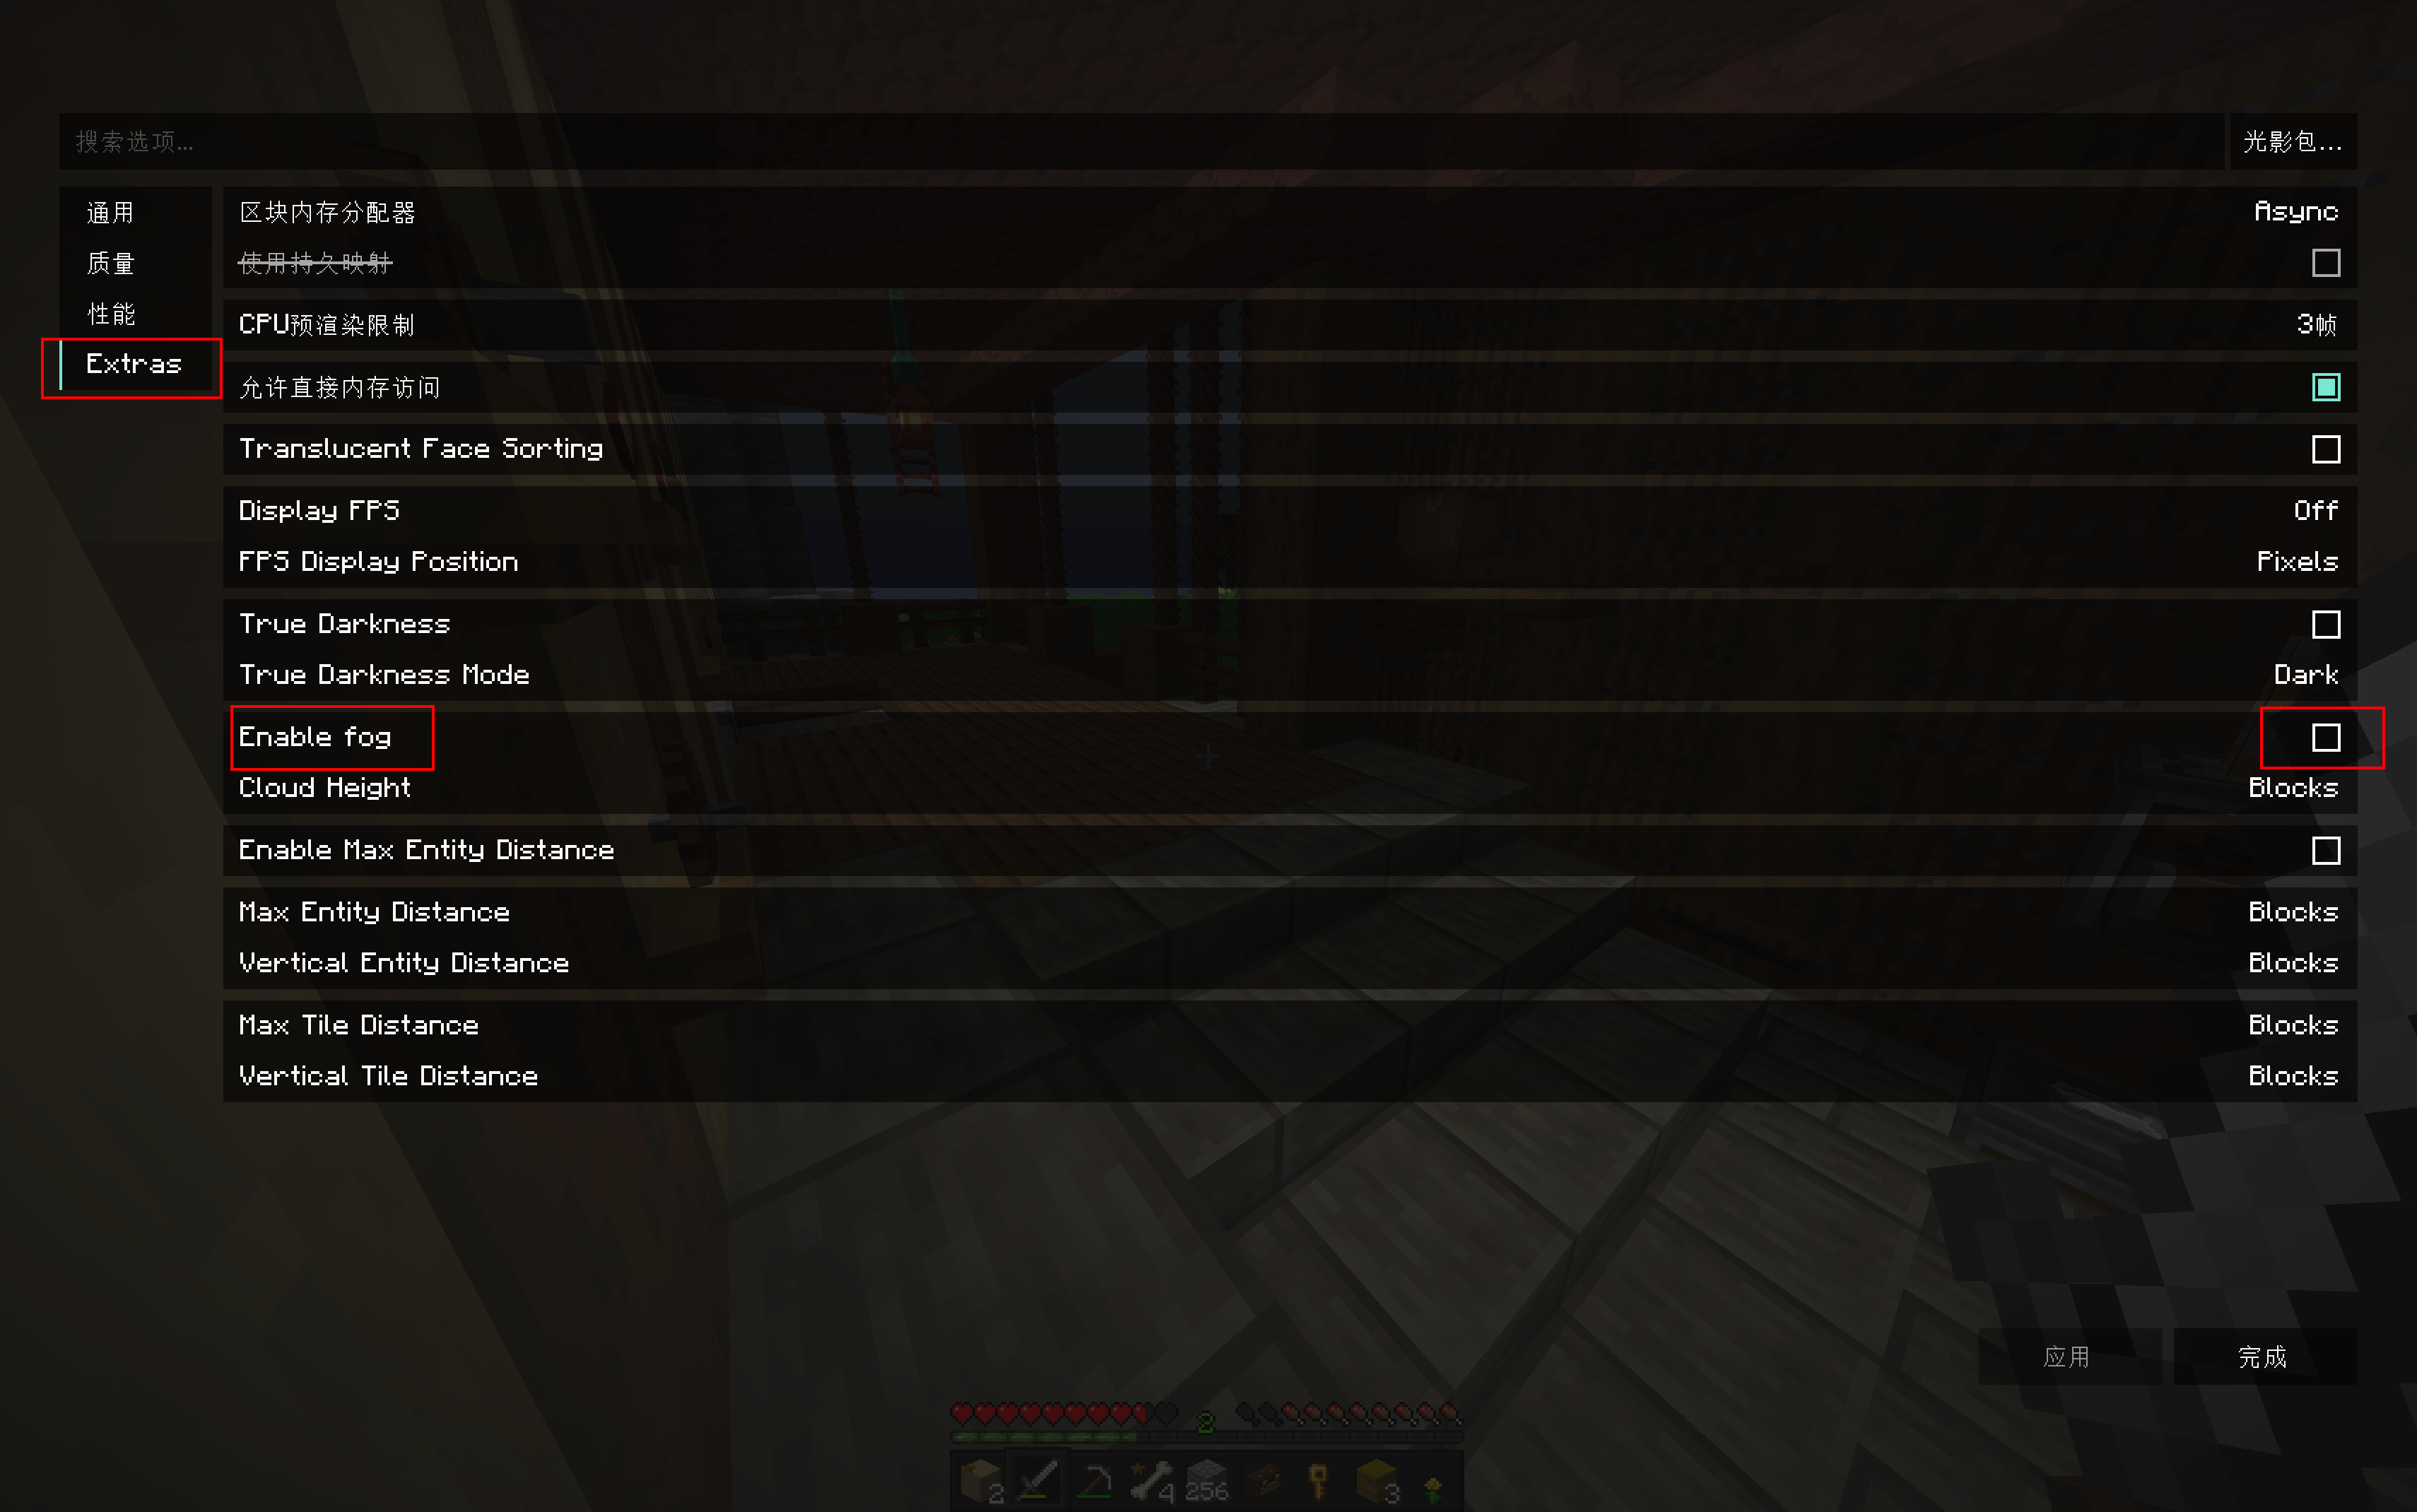 搜索选项...
光影包...
通用
质量
性能
Extras
区块内存分配器 Async
使用持久映射
CPU预渲染限制 3帧
允许直接内存访问
Translucent Face Sorting
Display FPS Off
FPS Display Position Pixels
True Darkness
True Darkness Mode Dark
Enable fog
Cloud Height Blocks
Enable Max Entity Distance
Max Entity Distance Blocks
Vertical Entity Distance Blocks
Max Tile Distance Blocks
Vertical Tile Distance Blocks
应用 完成
2
2 4 256 3